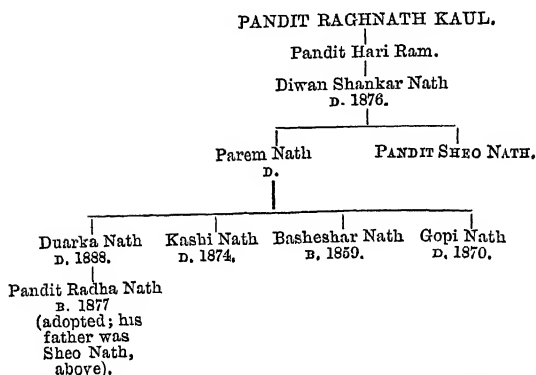 PANDIT RAGHNATH KAUL.
Pandit Hari Ram.
Diwan Shankar Nath
D. 1876.
Parem Nath
D.
PANDIT SHEO NATH.
Duarka Nath
D. 1888.
Kashi Nath
D. 1874.
Basheshar Nath
B. 1859.
Gopi Nath
D. 1870.
Pandit Radha Nath
B. 1877
(adopted; his
father was
Sheo Nath,
above).